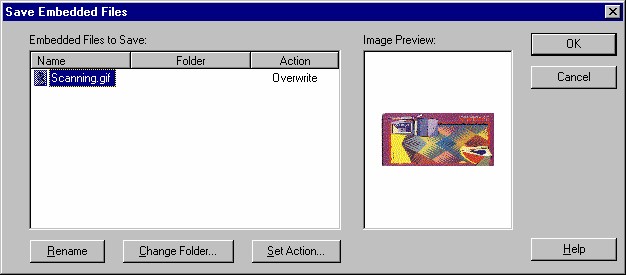 Save Embedded Files
Embedded Files to Save:
Image Preview:
OK
Name Folder Action
Scanning.gif Overwrite
Cancel
Rename Change Folder... Set Action... Help